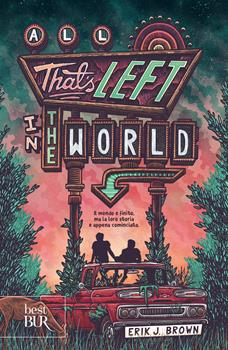 ALL
That's LEFT
IN THE WORLD
Il mondo è finito,
ma la loro storia
è appena cominciata.
best
BUR
ERIK J. BROWN